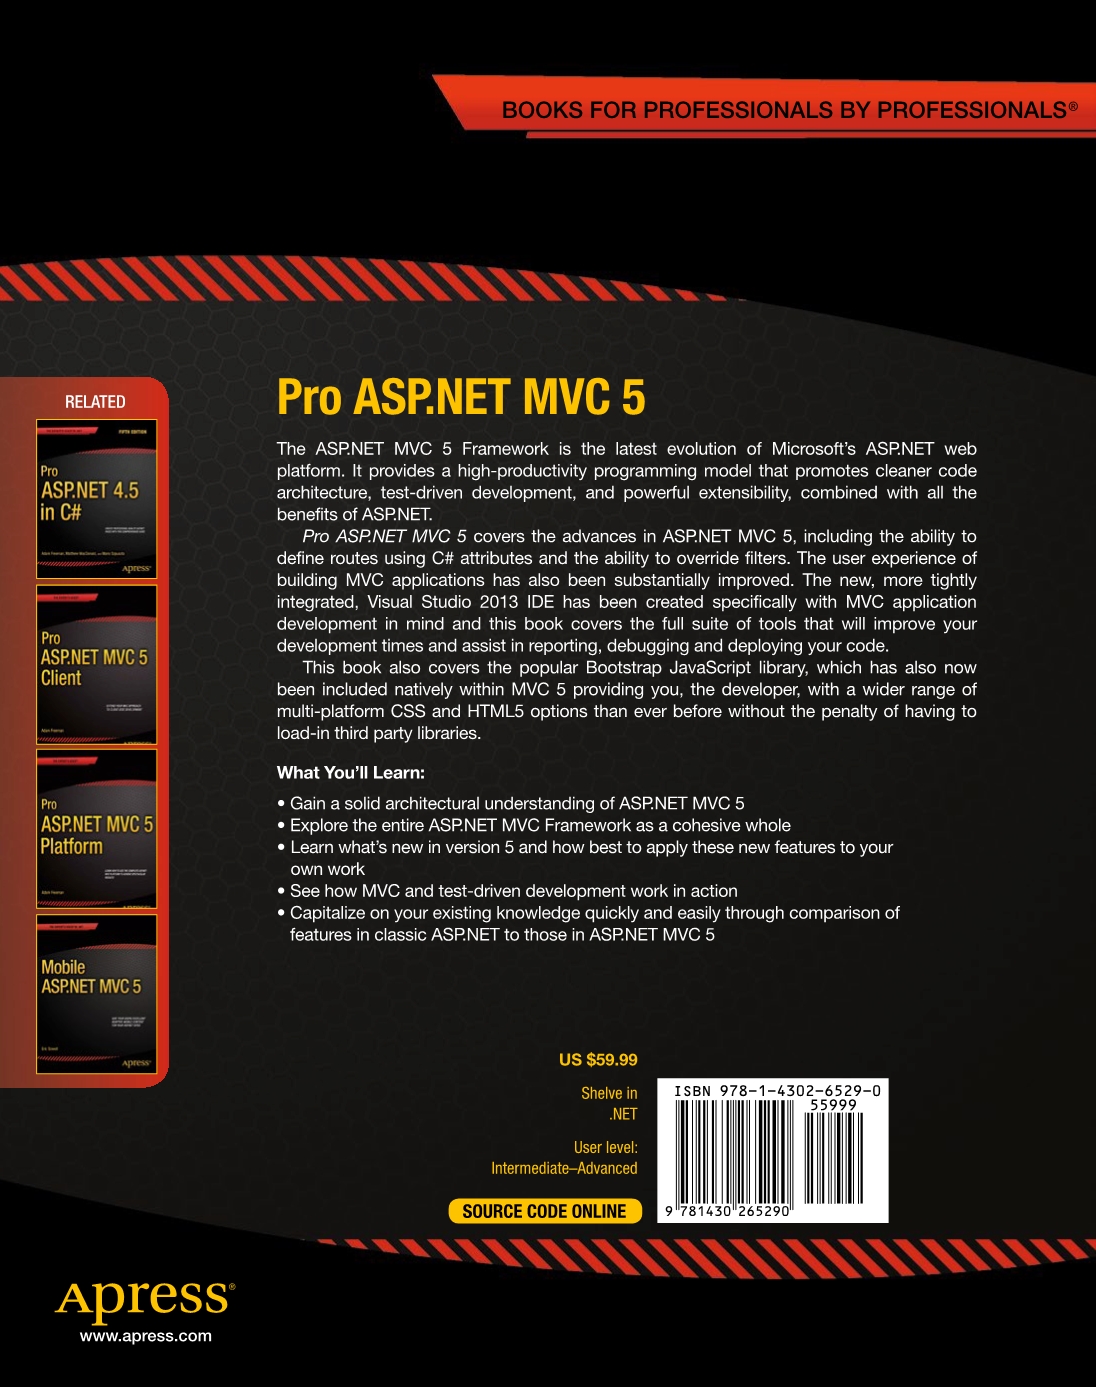 BOOKS FOR PROFESSIONALS BY PROFESSIONALS®
RELATED
FIFTH EDITION
Pro
ASP.NET 4.5
in C#
Adam Freeman, Matthew MacDonald, and Mario Szpuszta
Apress®
Pro
ASP.NET MVC 5
Client
Adam Freeman
Pro
ASP.NET MVC 5
Platform
Adam Freeman
Mobile
ASP.NET MVC 5
Eric Sowell
Apress®
Pro ASP.NET MVC 5
The ASP.NET MVC 5 Framework is the latest evolution of Microsoft’s ASP.NET web
platform. It provides a high-productivity programming model that promotes cleaner code
architecture, test-driven development, and powerful extensibility, combined with all the
benefits of ASP.NET.
Pro ASP.NET MVC 5 covers the advances in ASP.NET MVC 5, including the ability to
define routes using C# attributes and the ability to override filters. The user experience of
building MVC applications has also been substantially improved. The new, more tightly
integrated, Visual Studio 2013 IDE has been created specifically with MVC application
development in mind and this book covers the full suite of tools that will improve your
development times and assist in reporting, debugging and deploying your code.
This book also covers the popular Bootstrap JavaScript library, which has also now
been included natively within MVC 5 providing you, the developer, with a wider range of
multi-platform CSS and HTML5 options than ever before without the penalty of having to
load-in third party libraries.
What You’ll Learn:
• Gain a solid architectural understanding of ASP.NET MVC 5
• Explore the entire ASP.NET MVC Framework as a cohesive whole
• Learn what’s new in version 5 and how best to apply these new features to your
own work
• See how MVC and test-driven development work in action
• Capitalize on your existing knowledge quickly and easily through comparison of
features in classic ASP.NET to those in ASP.NET MVC 5
US $59.99
Shelve in
.NET
User level:
Intermediate–Advanced
SOURCE CODE ONLINE
ISBN 978-1-4302-6529-0
55999
9 781430 265290
Apress®
www.apress.com